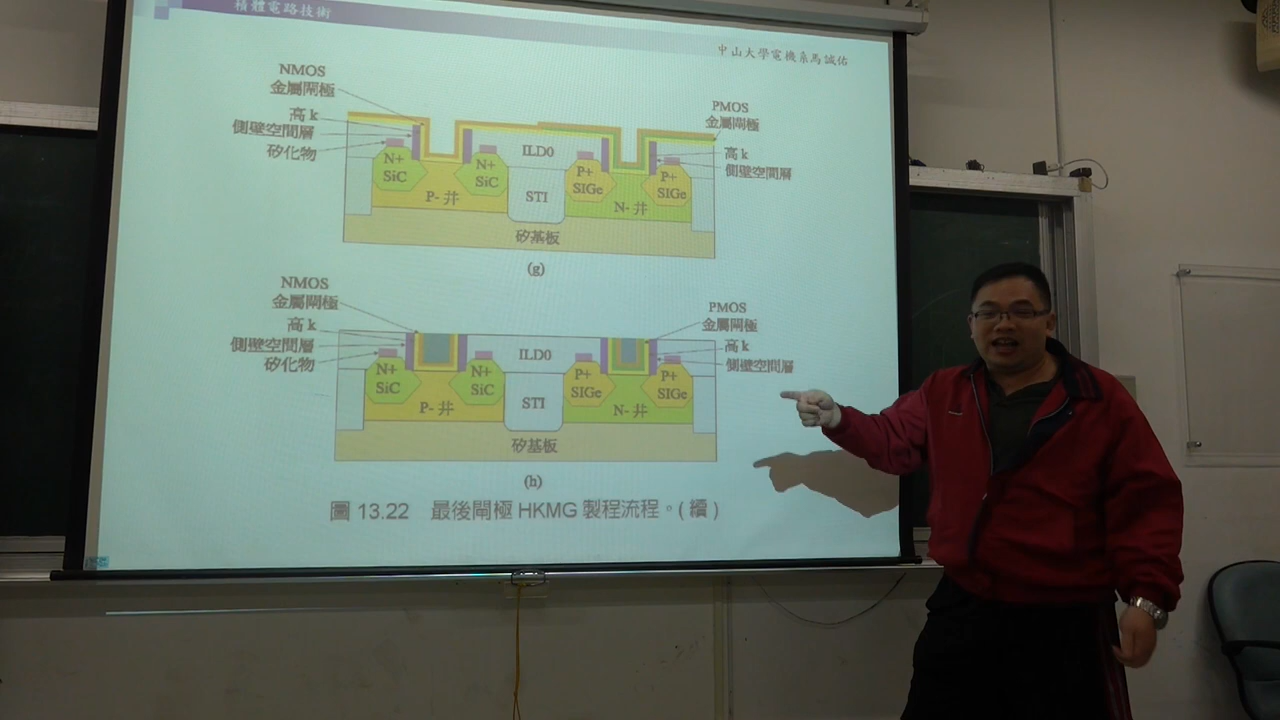 積體電路技術
中山大學電機系馬誠佑
NMOS
金屬閘極
高 k
側壁空間層
矽化物
PMOS
金屬閘極
高 k
側壁空間層
N+
SiC
N+
SiC
ILD0
P+
SIGe
P+
SIGe
P- 井
STI
N- 井
矽基板
(g)
NMOS
金屬閘極
高 k
側壁空間層
矽化物
PMOS
金屬閘極
高 k
側壁空間層
N+
SiC
N+
SiC
ILD0
P+
SIGe
P+
SIGe
P- 井
STI
N- 井
矽基板
(h)
圖 13.22 最後閘極 HKMG 製程流程。( 續 )